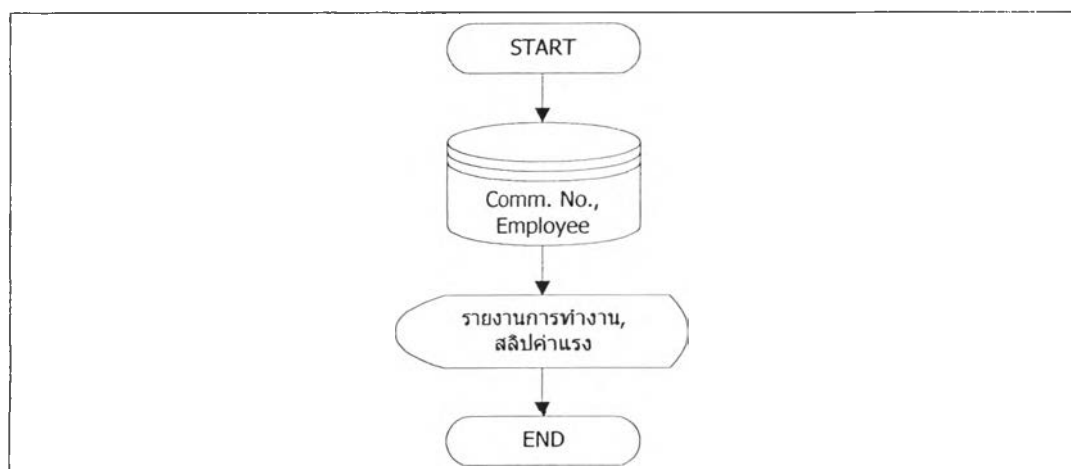 START
Comm. No.,
Employee
รายงานการทำงาน,
สลิปค่าแรง
END